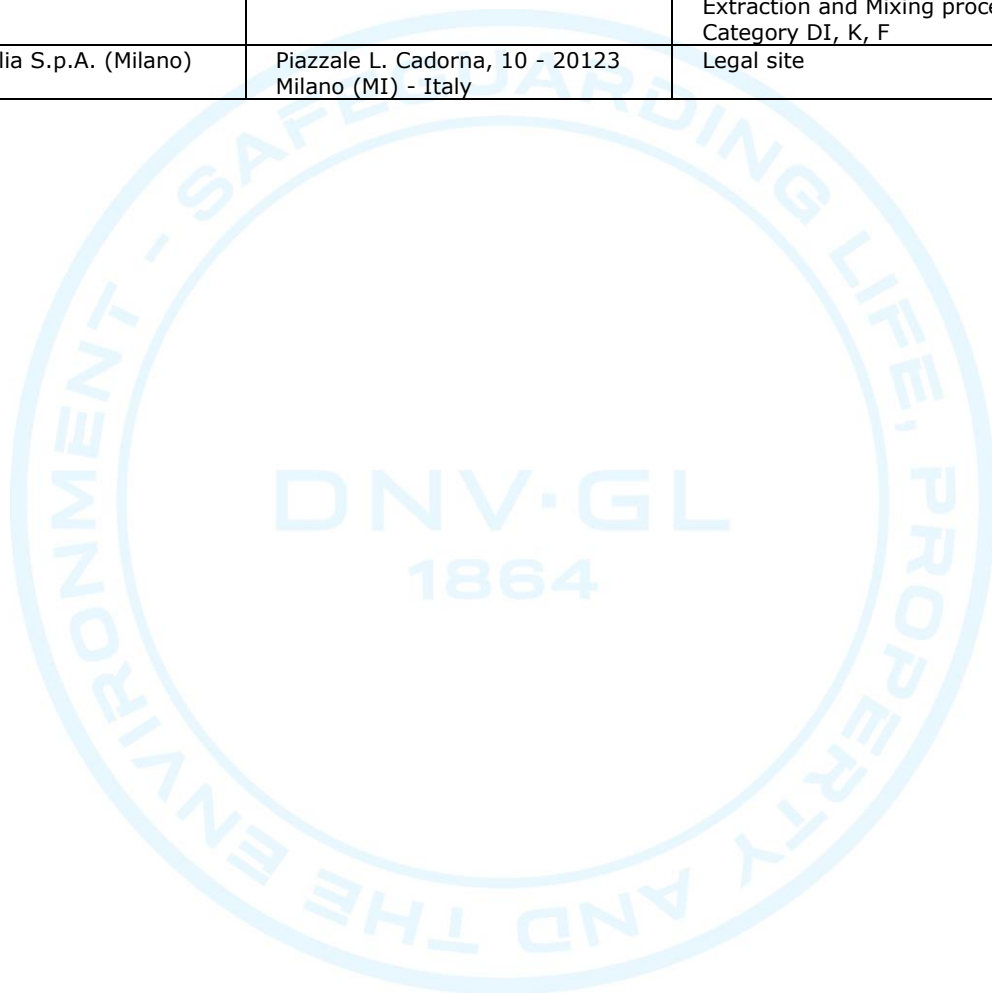 Extraction and Mixing proce
Category DI, K, F
lia S.p.A. (Milano)
Piazzale L. Cadorna, 10 - 20123
Milano (MI) - Italy
Legal site
SAFEGUARDING LIFE, PROPERTY AND THE ENVIRONMENT -
DNV·GL
1864